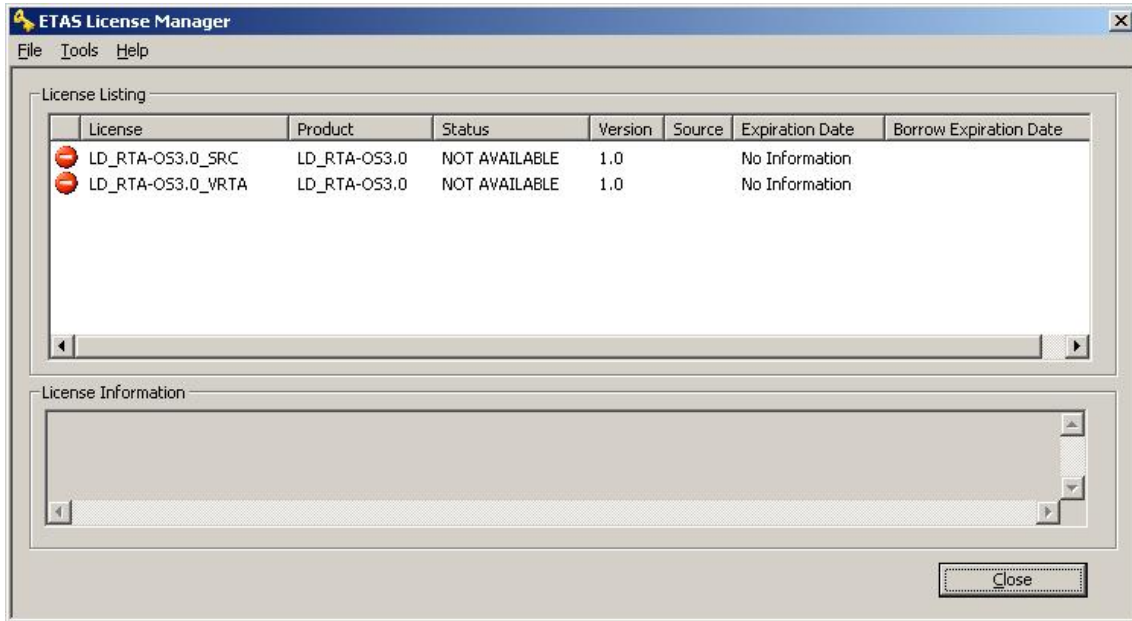 ETAS License Manager
File Tools Help
License Listing
License Product Status Version Source Expiration Date Borrow Expiration Date
LD_RTA-OS3.0_SRC LD_RTA-OS3.0 NOT AVAILABLE 1.0 No Information
LD_RTA-OS3.0_VRTA LD_RTA-OS3.0 NOT AVAILABLE 1.0 No Information
License Information
Close